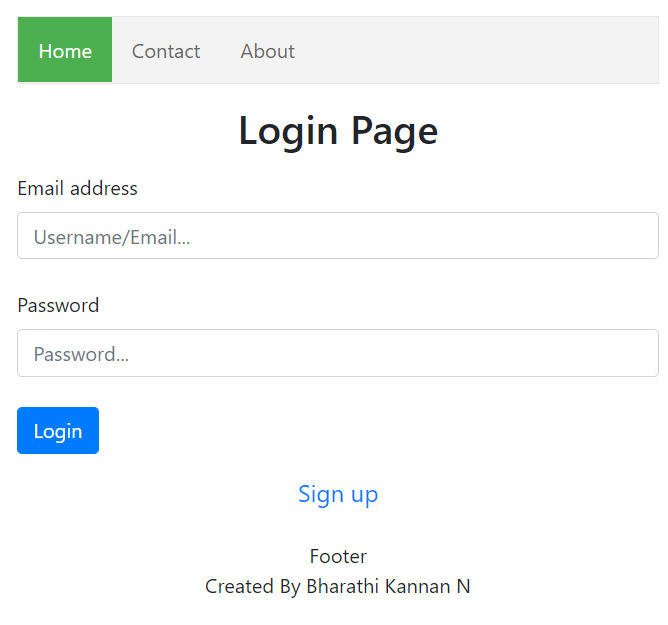 Home Contact About
Login Page
Email address
Username/Email...
Password
Password...
Login
Sign up
Footer
Created By Bharathi Kannan N